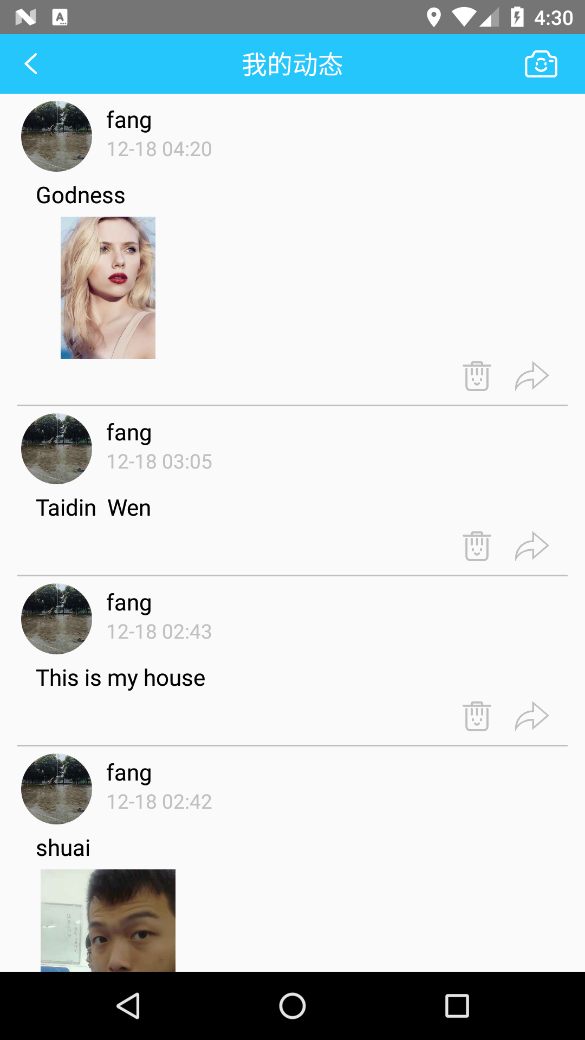 4:30
我的动态
fang
12-18 04:20
Godness
fang
12-18 03:05
Taidin  Wen
fang
12-18 02:43
This is my house
fang
12-18 02:42
shuai